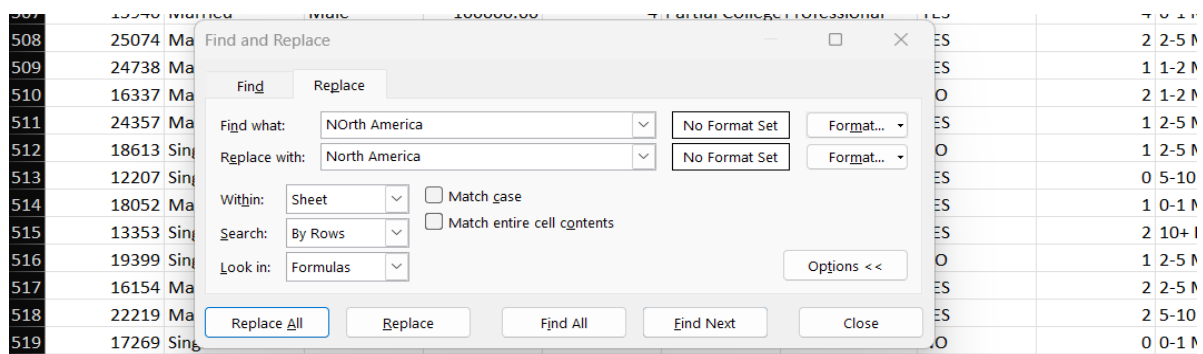 4 Partial College Professional
508 25074 Ma Find and Replace ES 2 2-5
509 24738 Ma ES 1 1-2
510 16337 Ma Find Replace O 2 1-2
511 24357 Ma Find what: NOrth America No Format Set Format... ES 1 2-5
512 18613 Sing Replace with: North America No Format Set Format... O 1 2-5
513 12207 Sing ES 0 5-10
514 18052 Ma Within: Sheet Match case ES 1 0-1
515 13353 Sing Search: By Rows Match entire cell contents ES 2 10+
516 19399 Sing Look in: Formulas Options << O 1 2-5
517 16154 Ma ES 2 2-5
518 22219 Ma Replace All Replace Find All Find Next Close ES 2 5-10
519 17269 Sing O 0 0-1